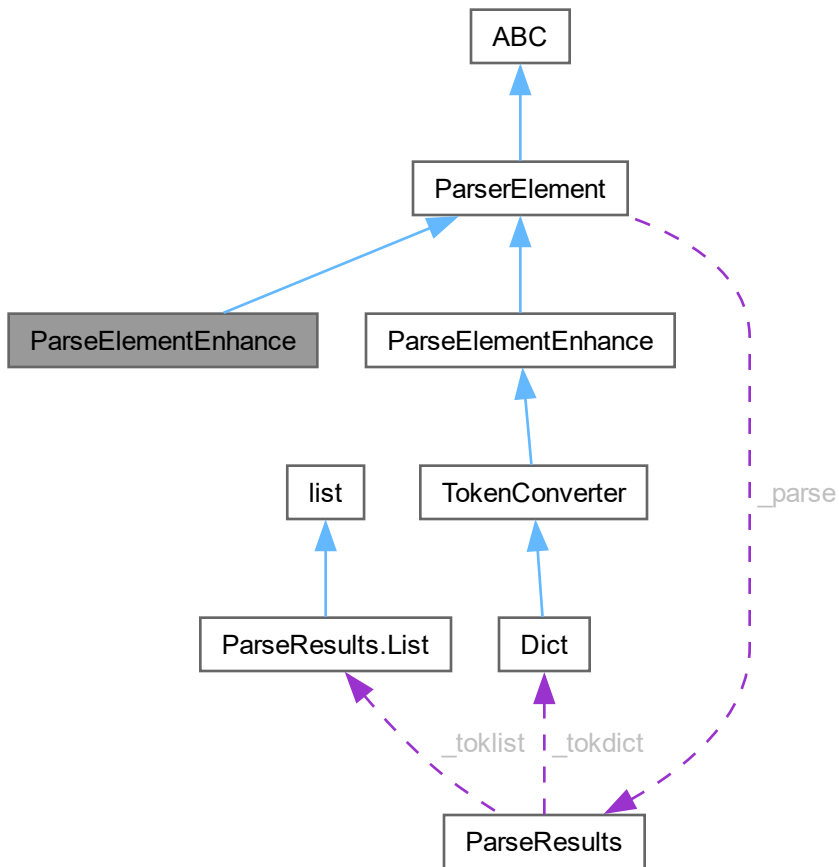 ABC
ParserElement
ParseElementEnhance
ParseElementEnhance
list
TokenConverter
_parse
ParseResults.List
Dict
_toklist
_tokdict
ParseResults